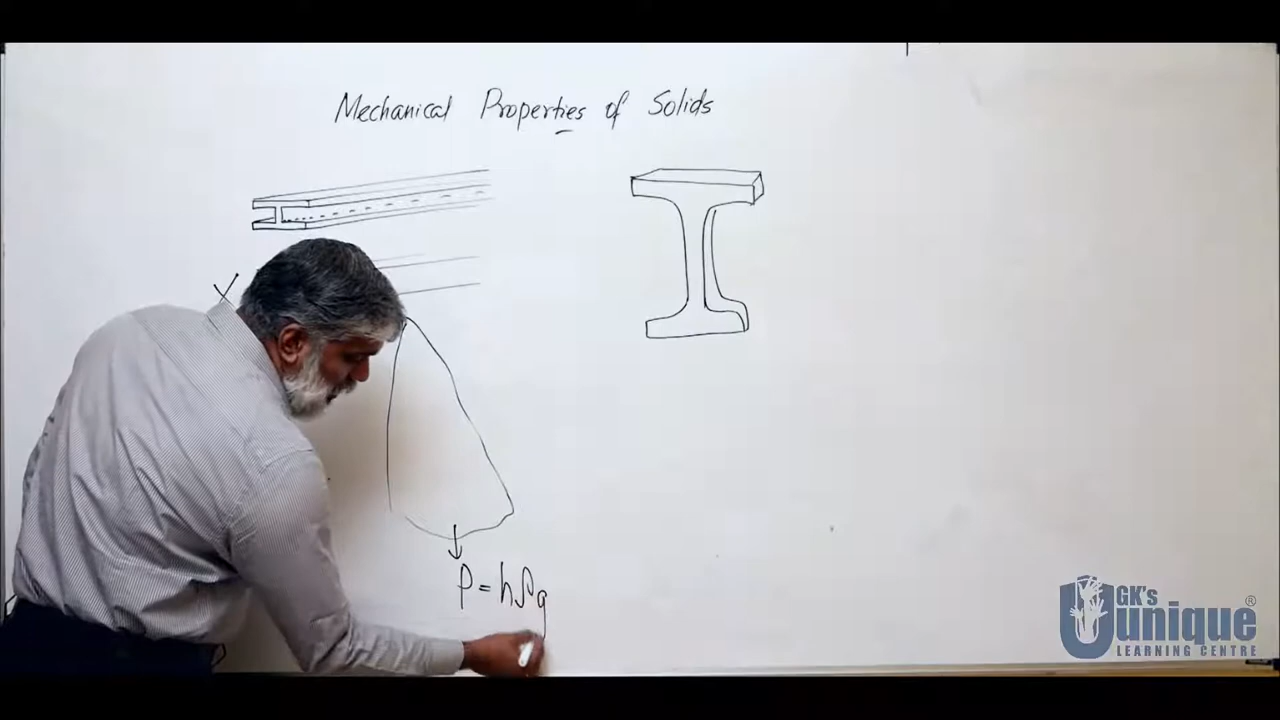 Mechanical Properties of Solids
X
P = hρg
GK's
unique®
LEARNING CENTRE